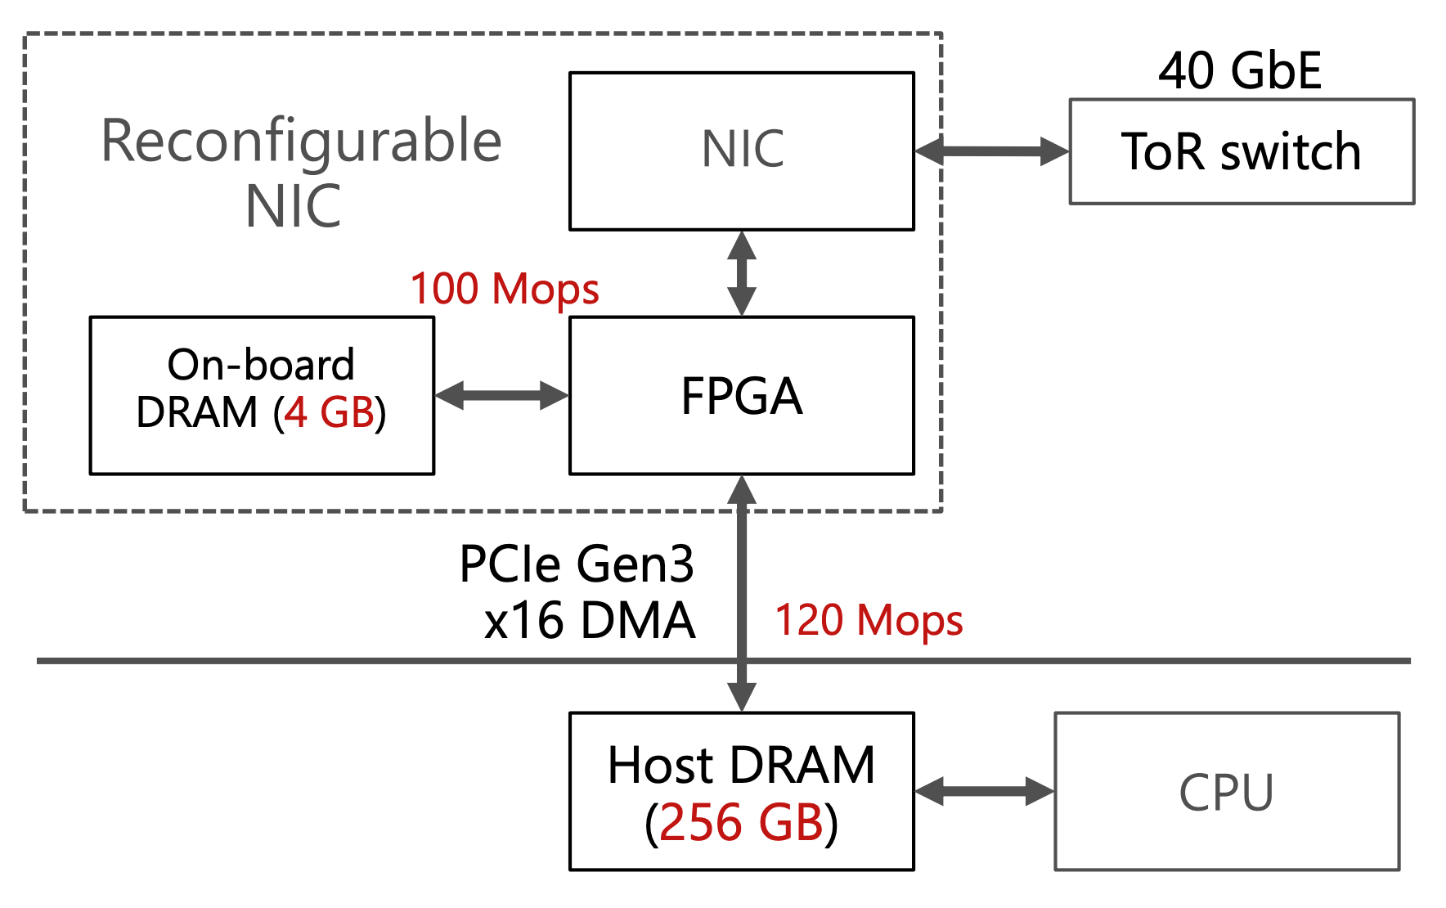 40 GbE
Reconfigurable
NIC
NIC
ToR switch
100 Mops
On-board
DRAM (4 GB)
FPGA
PCIe Gen3
x16 DMA
120 Mops
Host DRAM
(256 GB)
CPU